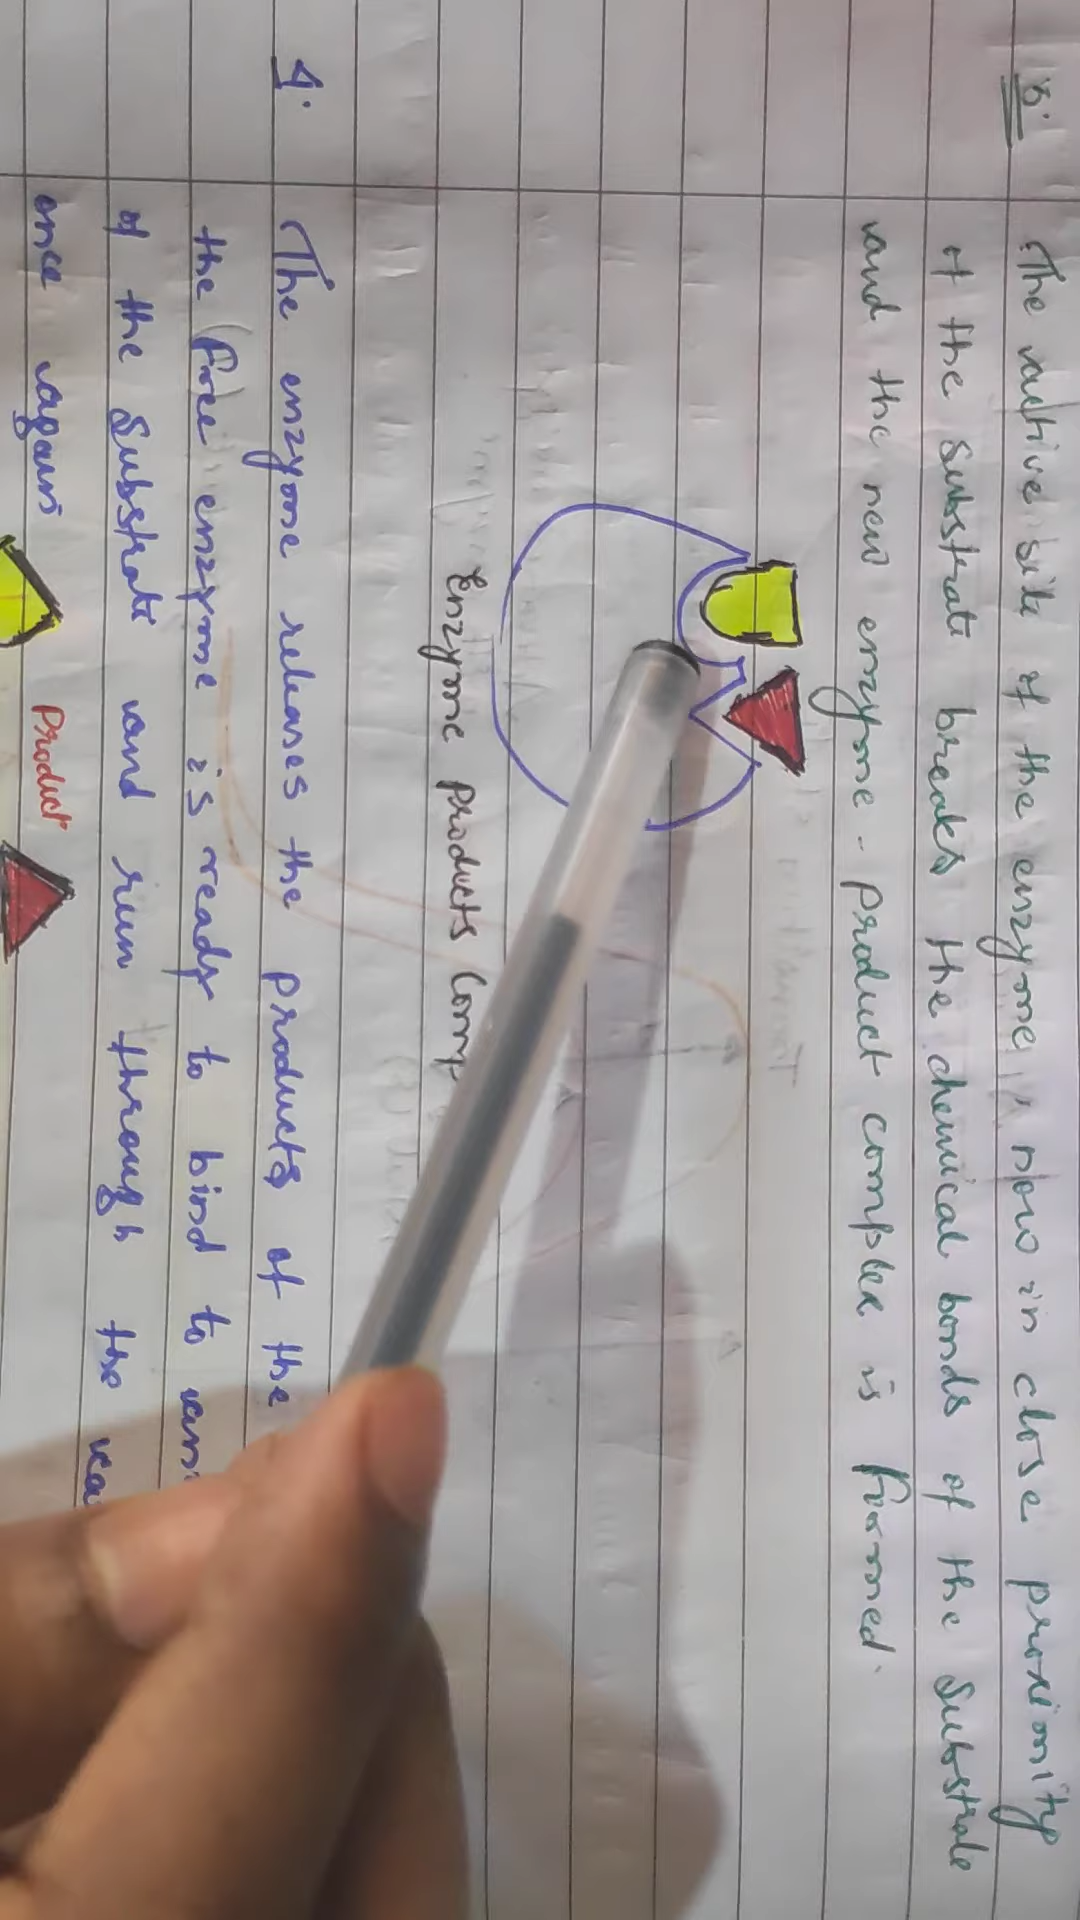 3.
The active site of the enzyme, now in close proximity
of the substrate breaks the chemical bonds of the substrate
and the new enzyme - product complex is formed.
Enzyme products Comp
4. The enzyme releases the products of the
the free enzyme is ready to bind to
of the substrate and run through the
once again
Product